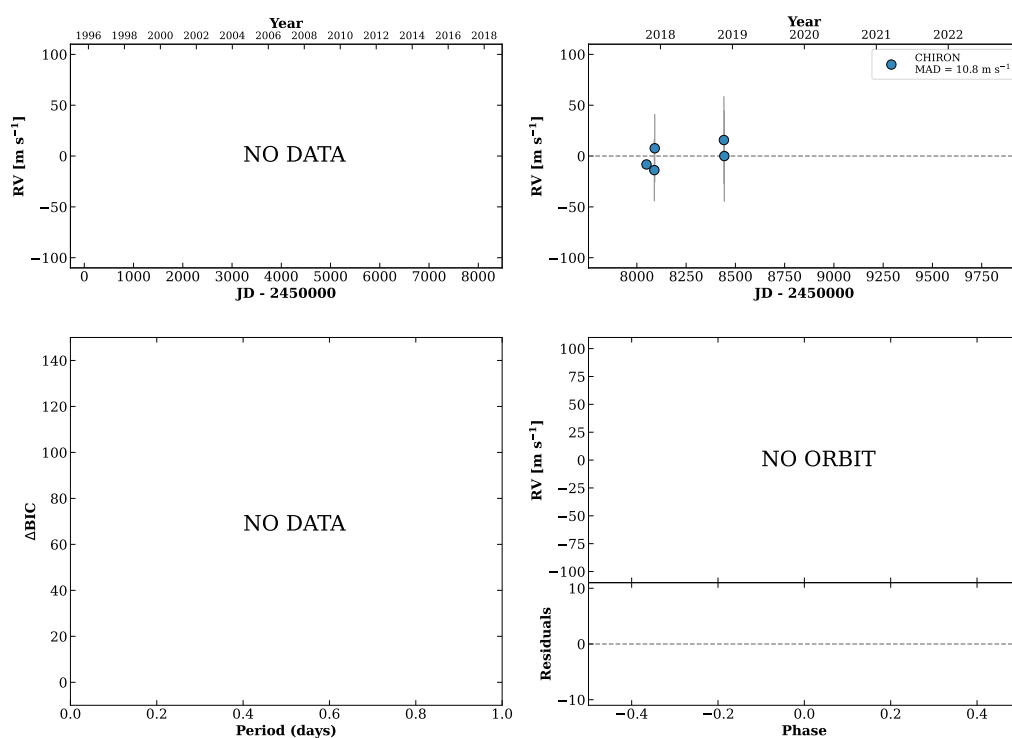 Year
1996 1998 2000 2002 2004 2006 2008 2010 2012 2014 2016 2018
100
50
0
−50
−100
RV [m s⁻¹]
NO DATA
0 1000 2000 3000 4000 5000 6000 7000 8000
JD - 2450000
Year
2018 2019 2020 2021 2022
CHIRON
MAD = 10.8 m s⁻¹
100
50
0
−50
−100
RV [m s⁻¹]
8000 8250 8500 8750 9000 9250 9500 9750
JD - 2450000
140
120
100
80
60
40
20
0
ΔBIC
NO DATA
0.0 0.2 0.4 0.6 0.8 1.0
Period (days)
100
75
50
25
0
−25
−50
−75
−100
RV [m s⁻¹]
NO ORBIT
10
0
−10
Residuals
−0.4 −0.2 0.0 0.2 0.4
Phase